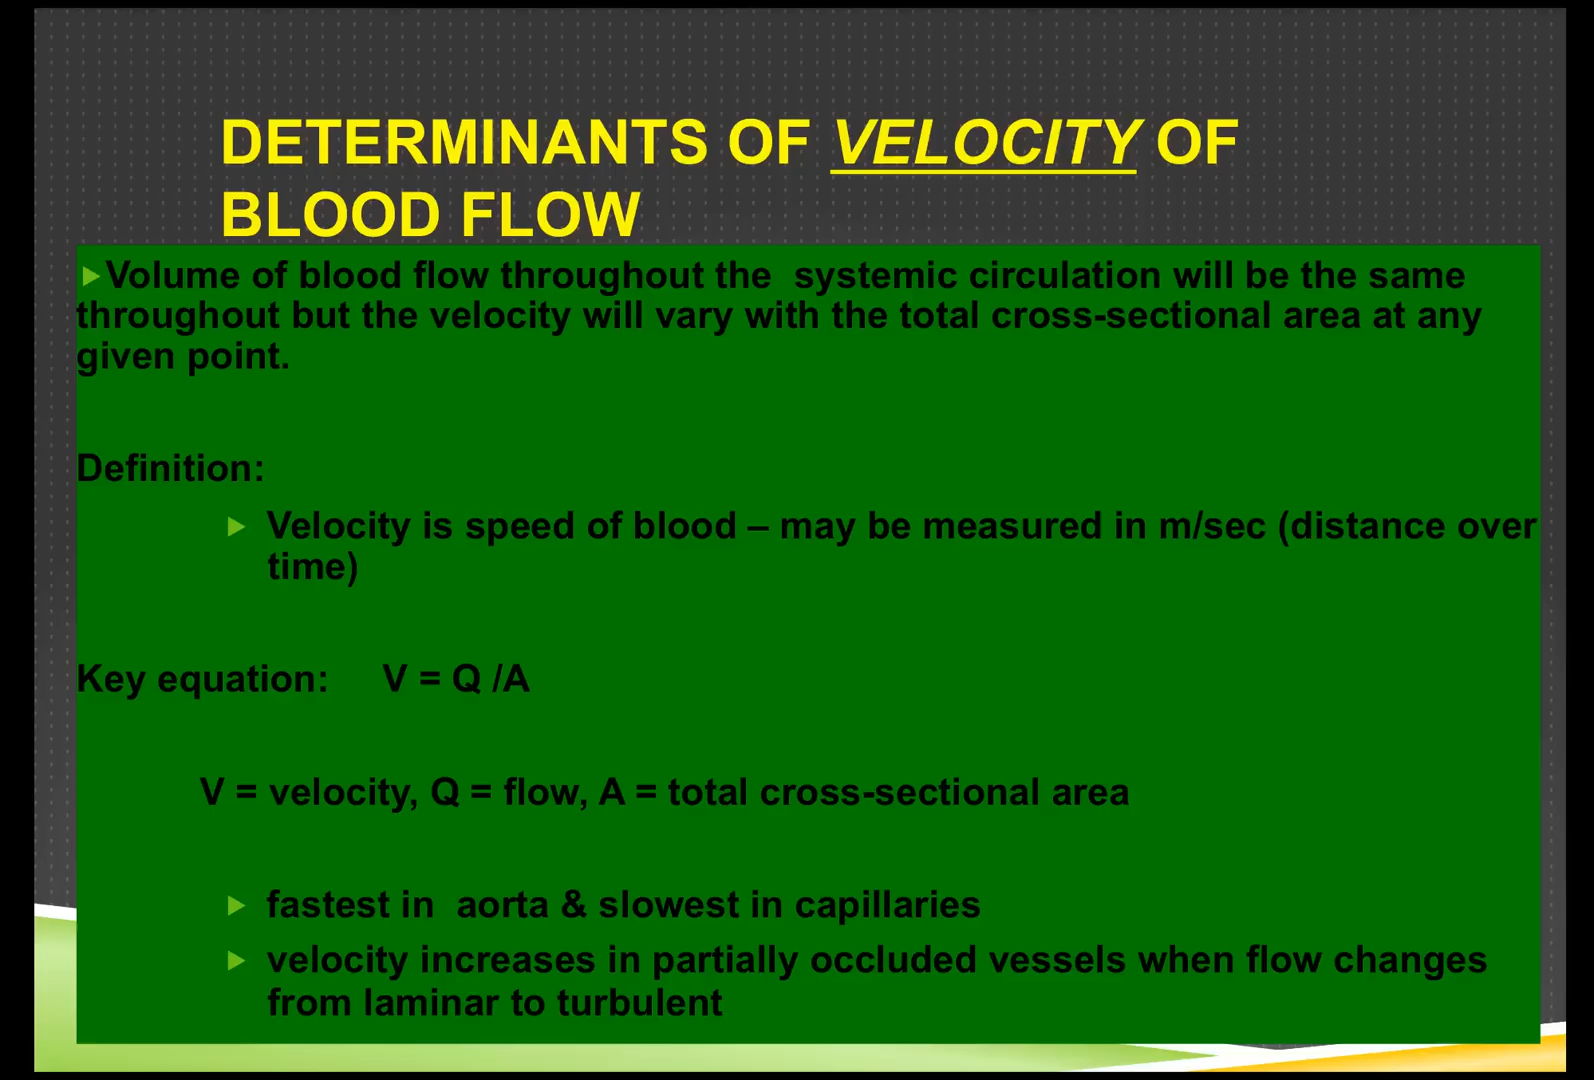 DETERMINANTS OF VELOCITY OF
BLOOD FLOW
Volume of blood flow throughout the systemic circulation will be the same
throughout but the velocity will vary with the total cross-sectional area at any
given point.
Definition:
Velocity is speed of blood – may be measured in m/sec (distance over
time)
Key equation: V = Q /A
V = velocity, Q = flow, A = total cross-sectional area
fastest in aorta & slowest in capillaries
velocity increases in partially occluded vessels when flow changes
from laminar to turbulent